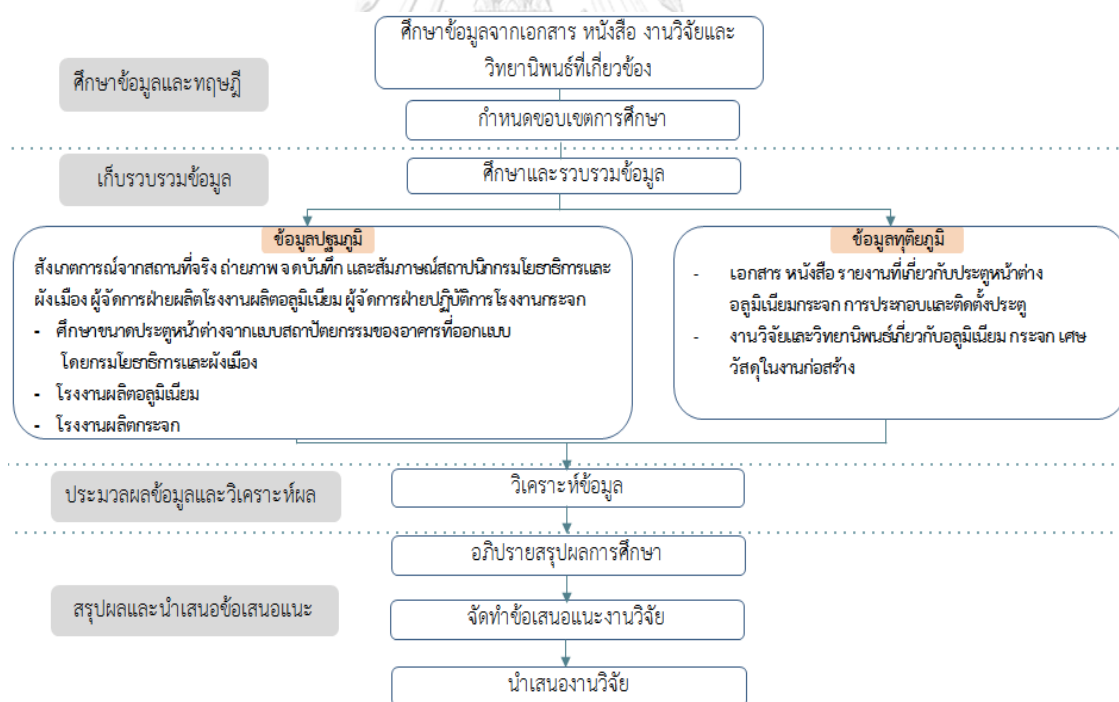 ศึกษาข้อมูลจากเอกสาร หนังสือ งานวิจัยและ
วิทยานิพนธ์ที่เกี่ยวข้อง
ศึกษาข้อมูลและทฤษฎี
กำหนดขอบเขตการศึกษา
เก็บรวบรวมข้อมูล
ศึกษาและรวบรวมข้อมูล
ข้อมูลปฐมภูมิ
สังเกตการณ์จากสถานที่จริง ถ่ายภาพ จดบันทึก และสัมภาษณ์สถาปนิกกรมโยธาธิการและ
ผังเมือง ผู้จัดการฝ่ายผลิตโรงงานผลิตอลูมิเนียม ผู้จัดการฝ่ายปฏิบัติการโรงงานกระจก
- ศึกษาขนาดประตูหน้าต่างจากแบบสถาปัตยกรรมของอาคารที่ออกแบบ
โดยกรมโยธาธิการและผังเมือง
- โรงงานผลิตอลูมิเนียม
- โรงงานผลิตกระจก
ข้อมูลทุติยภูมิ
- เอกสาร หนังสือ รายงานที่เกี่ยวกับประตูหน้าต่าง
อลูมิเนียมกระจก การประกอบและติดตั้งประตู
- งานวิจัยและวิทยานิพนธ์เกี่ยวกับอลูมิเนียม กระจก เศษ
วัสดุในงานก่อสร้าง
ประมวลผลข้อมูลและวิเคราะห์ผล
วิเคราะห์ข้อมูล
อภิปรายสรุปผลการศึกษา
สรุปผลและนำเสนอข้อเสนอแนะ
จัดทำข้อเสนอแนะงานวิจัย
นำเสนองานวิจัย